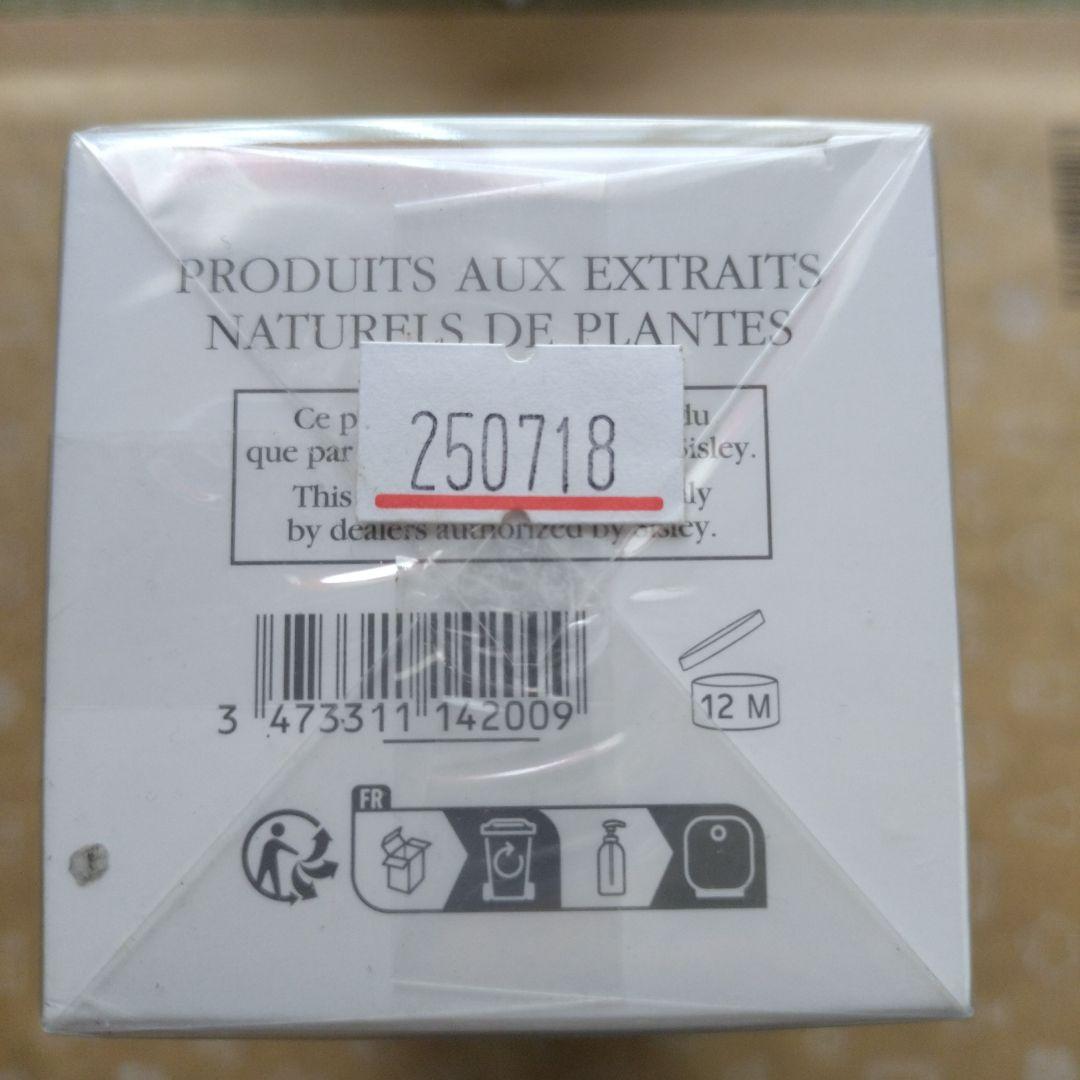 PRODUITS AUX EXTRAITS
NATURELS DE PLANTES
Ce du
que par Sisley.
250718
This
by dealers authorized by Sisley.
3 473311 142009
12 M
FR